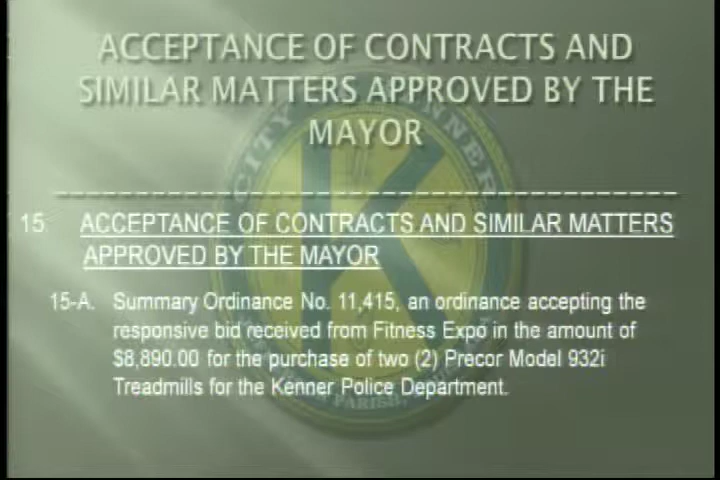 ACCEPTANCE OF CONTRACTS AND
SIMILAR MATTERS APPROVED BY THE
MAYOR
15 ACCEPTANCE OF CONTRACTS AND SIMILAR MATTERS
APPROVED BY THE MAYOR
15-A. Summary Ordinance No. 11,415, an ordinance accepting the
responsive bid received from Fitness Expo in the amount of
$8,890.00 for the purchase of two (2) Precor Model 932i
Treadmills for the Kenner Police Department.
CITY KENNER
PARISH